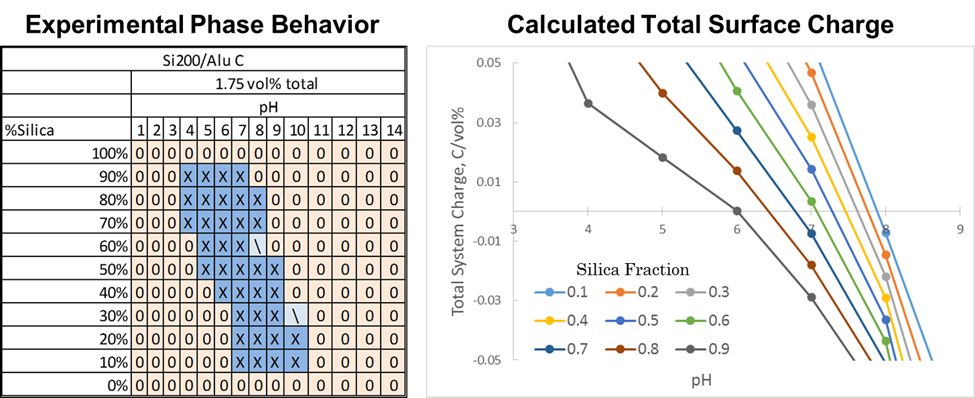 Experimental Phase Behavior
Si200/Alu C
1.75 vol% total
pH
%Silica 1 2 3 4 5 6 7 8 9 10 11 12 13 14
100% 0 0 0 0 0 0 0 0 0 0 0 0 0 0
90% 0 0 0 X X X X 0 0 0 0 0 0 0
80% 0 0 0 X X X X X 0 0 0 0 0 0
70% 0 0 0 X X X X X 0 0 0 0 0 0
60% 0 0 0 0 X X X \ 0 0 0 0 0 0
50% 0 0 0 0 X X X X X 0 0 0 0 0
40% 0 0 0 0 0 X X X X 0 0 0 0 0
30% 0 0 0 0 0 0 X X X \ 0 0 0 0
20% 0 0 0 0 0 0 X X X X 0 0 0 0
10% 0 0 0 0 0 0 X X X X 0 0 0 0
0% 0 0 0 0 0 0 0 0 0 0 0 0 0 0
Calculated Total Surface Charge
Total System Charge, C/vol%
0.05
0.03
0.01
-0.01
-0.03
-0.05
3 4 5 6 7 8 9
Silica Fraction
0.1 0.2 0.3
0.4 0.5 0.6
0.7 0.8 0.9
pH